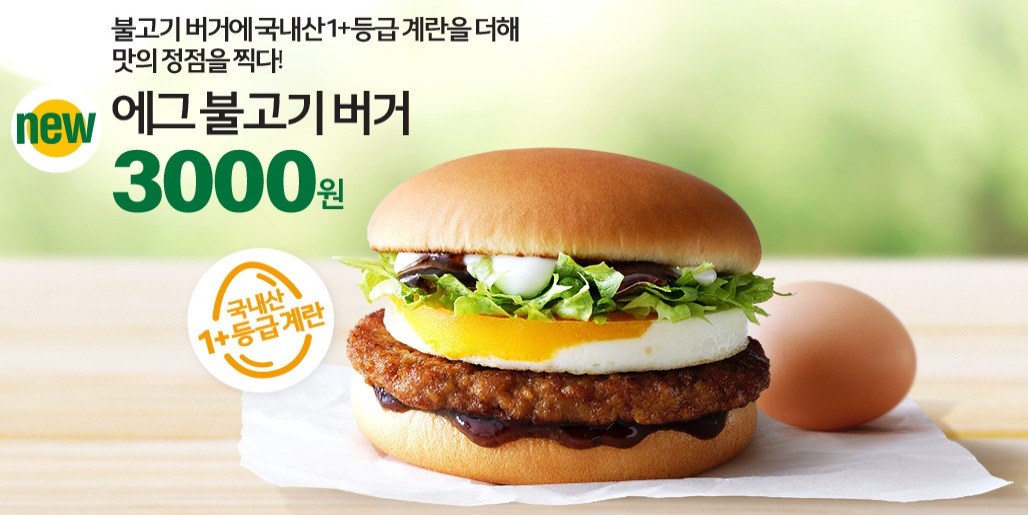 불고기 버거에 국내산 1+등급 계란을 더해
맛의 정점을 찍다!
new
에그 불고기 버거
3000원
국내산
1+등급 계란